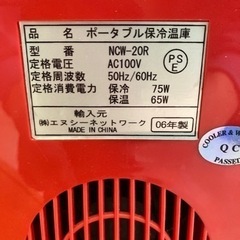 品名 ポータブル保冷温庫
型番 NCW-20R
定格電圧 AC100V
定格周波数 50Hz/60Hz
定格消費電力 保冷 75W
保温 65W
PSE
輸入元
㈱エヌシーネットワーク 06年製
MADE IN CHINA
COOLER & W
QC
PASSED